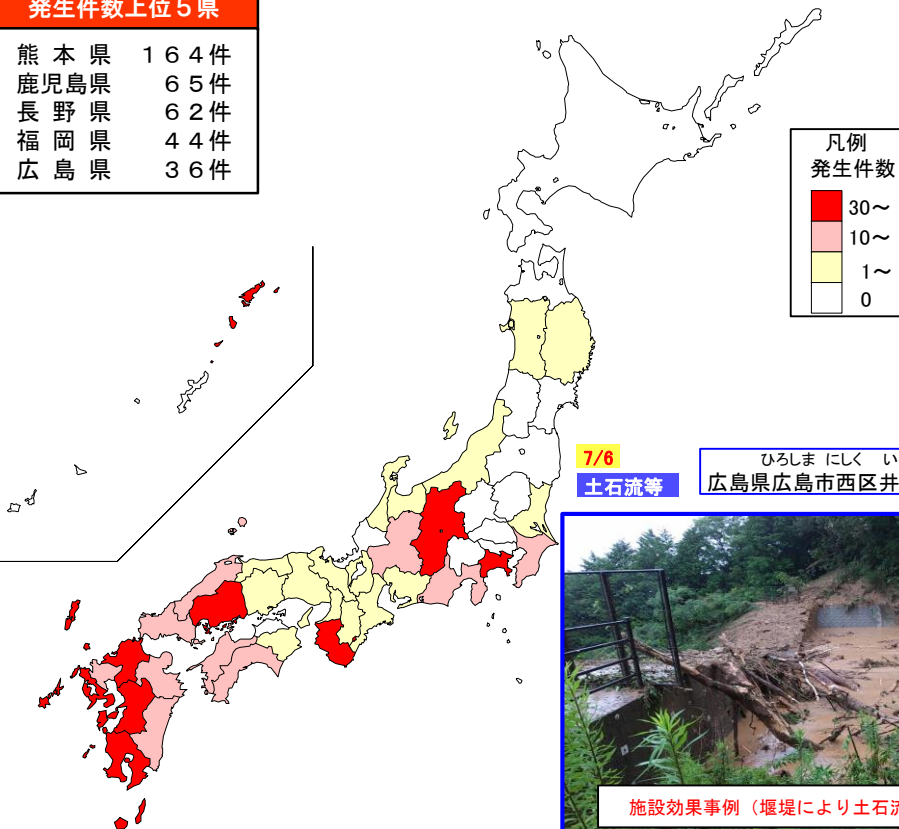 発生件数上位５県
熊 本 県 １６４件
鹿児島県 ６５件
長 野 県 ６２件
福 岡 県 ４４件
広 島 県 ３６件
凡例
発生件数
30～
10～
1～
0
7/6
土石流等
ひろしま にしく い
広島県広島市西区井
施設効果事例（堰堤により土石流